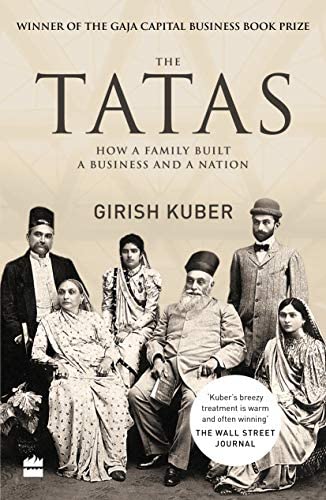 WINNER OF THE GAJA CAPITAL BUSINESS BOOK PRIZE
THE
TATAS
HOW A FAMILY BUILT
A BUSINESS AND A NATION
GIRISH KUBER
'Kuber's breezy
treatment is warm
and often winning'
THE WALL STREET
JOURNAL